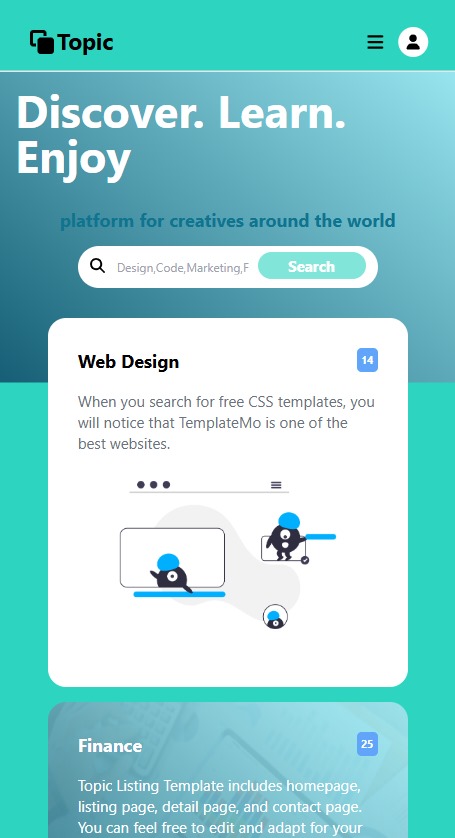 Topic
Discover. Learn.
Enjoy
platform for creatives around the world
Design,Code,Marketing,F
Search
Web Design
14
When you search for free CSS templates, you
will notice that TemplateMo is one of the
best websites.
Finance
25
Topic Listing Template includes homepage,
listing page, detail page, and contact page.
You can feel free to edit and adapt for your